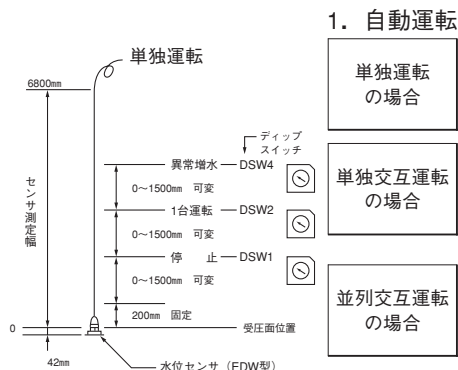 1. 自動運転
単独運転
6800mm
ディップ
スイッチ
異常増水
DSW4
0～1500mm 可変
1台運転
DSW2
0～1500mm 可変
停 止
DSW1
0～1500mm 可変
200mm 固定
センサ測定幅
0
受圧面位置
42mm
水位センサ（FDW型）
単独運転
の場合
単独交互運転
の場合
並列交互運転
の場合